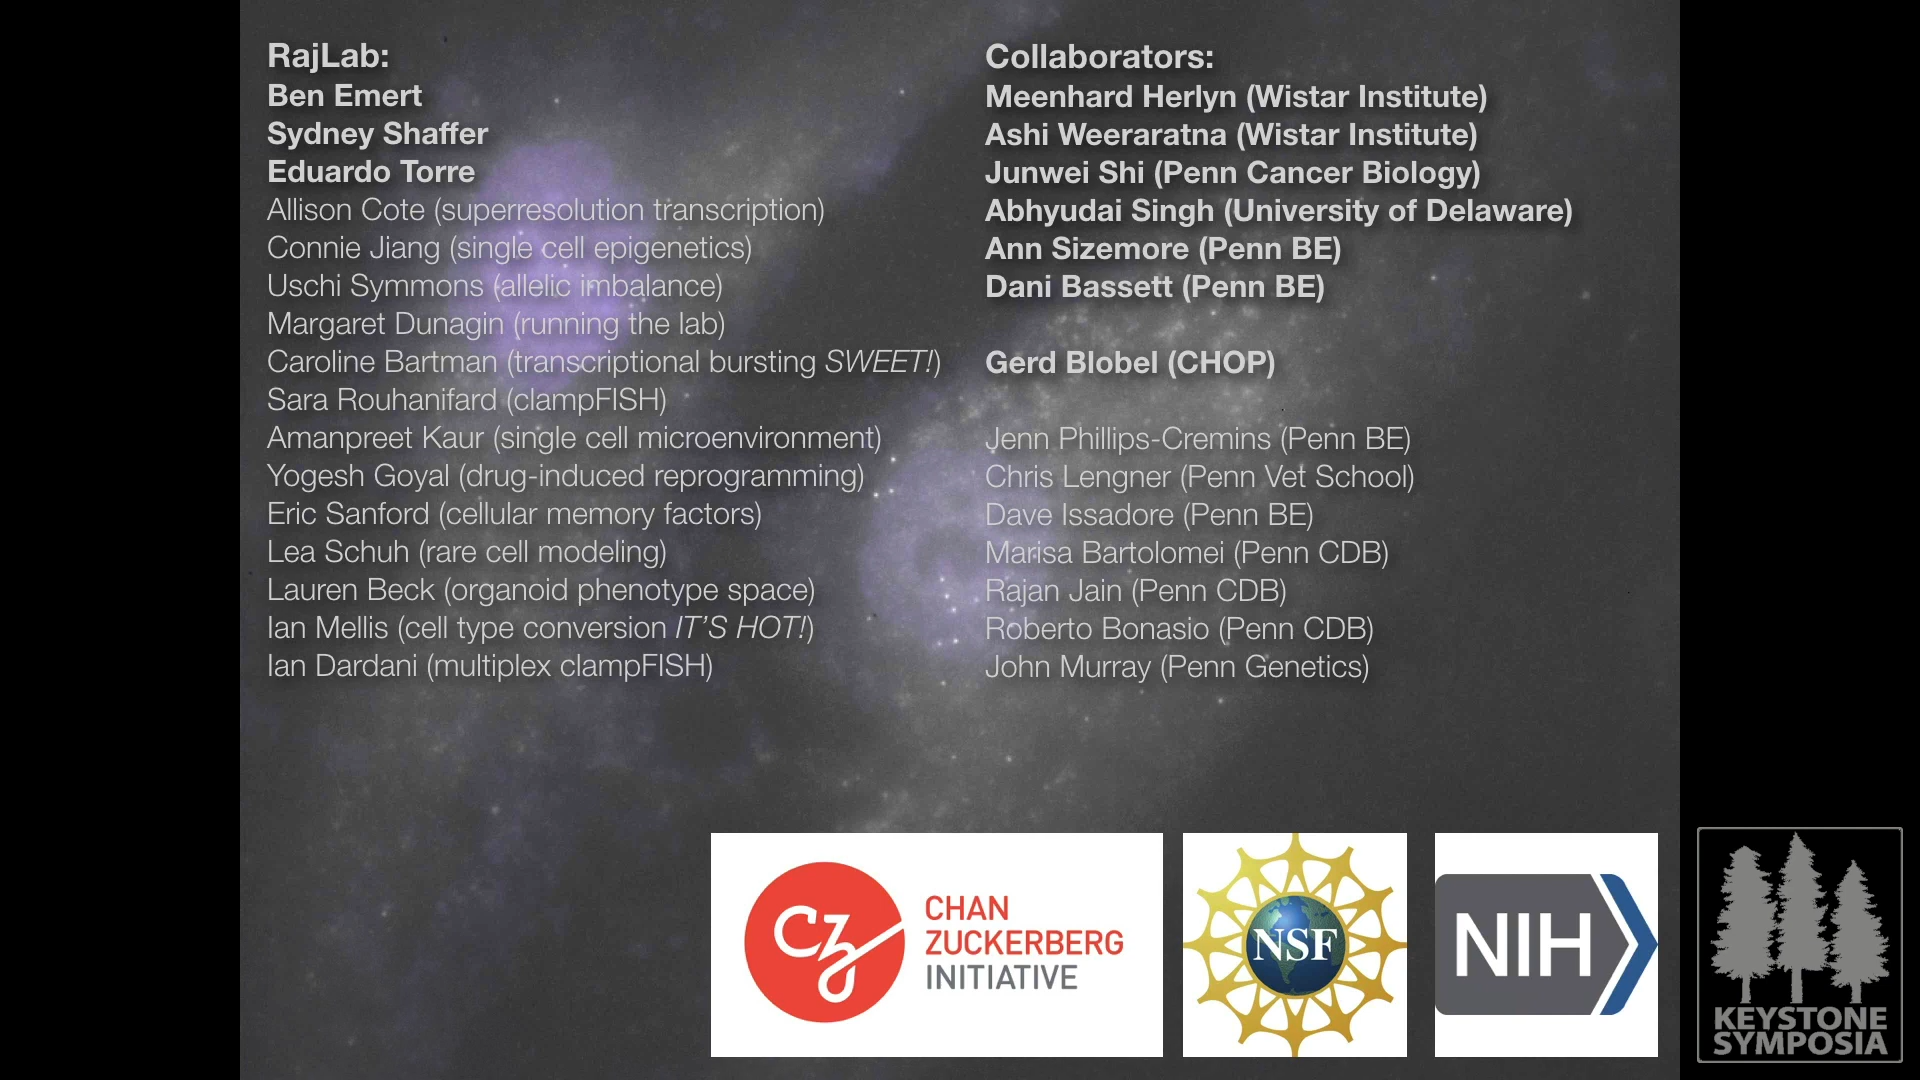 RajLab:
Ben Emert
Sydney Shaffer
Eduardo Torre
Allison Cote (superresolution transcription)
Connie Jiang (single cell epigenetics)
Uschi Symmons (allelic imbalance)
Margaret Dunagin (running the lab)
Caroline Bartman (transcriptional bursting SWEET!)
Sara Rouhanifard (clampFISH)
Amanpreet Kaur (single cell microenvironment)
Yogesh Goyal (drug-induced reprogramming)
Eric Sanford (cellular memory factors)
Lea Schuh (rare cell modeling)
Lauren Beck (organoid phenotype space)
Ian Mellis (cell type conversion IT’S HOT!)
Ian Dardani (multiplex clampFISH)
Collaborators:
Meenhard Herlyn (Wistar Institute)
Ashi Weeraratna (Wistar Institute)
Junwei Shi (Penn Cancer Biology)
Abhyudai Singh (University of Delaware)
Ann Sizemore (Penn BE)
Dani Bassett (Penn BE)
Gerd Blobel (CHOP)
Jenn Phillips-Cremins (Penn BE)
Chris Lengner (Penn Vet School)
Dave Issadore (Penn BE)
Marisa Bartolomei (Penn CDB)
Rajan Jain (Penn CDB)
Roberto Bonasio (Penn CDB)
John Murray (Penn Genetics)
CZ
CHAN
ZUCKERBERG
INITIATIVE
NSF
NIH
KEYSTONE
SYMPOSIA